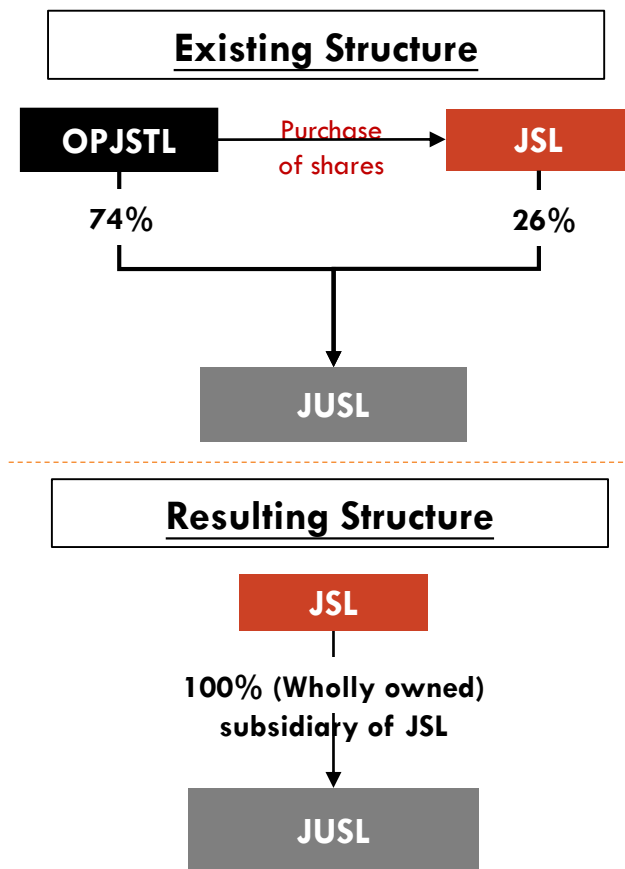 Existing Structure
OPJSTL
Purchase
of shares
JSL
74%
26%
JUSL
Resulting Structure
JSL
100% (Wholly owned)
subsidiary of JSL
JUSL